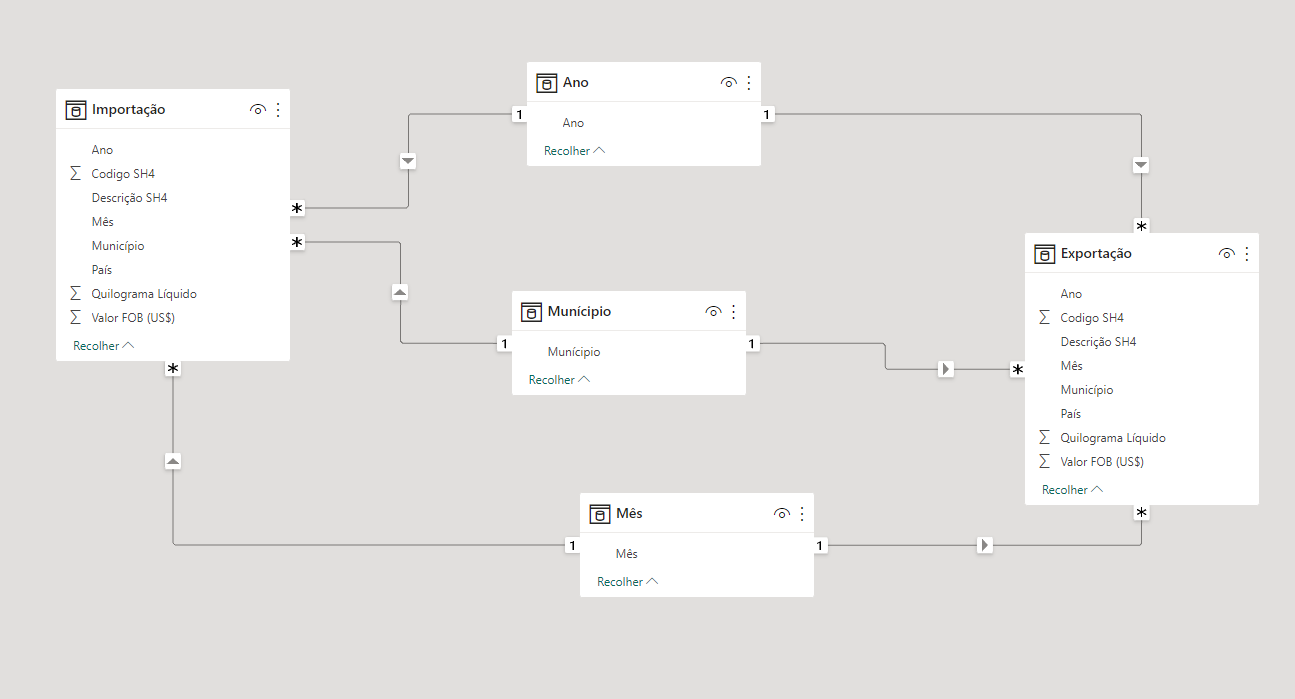 Importação
Ano
Codigo SH4
Descrição SH4
Mês
Município
País
Quilograma Líquido
Valor FOB (US$)
Recolher
Ano
Ano
Recolher
Munícipio
Munícipio
Recolher
Mês
Mês
Recolher
Exportação
Ano
Codigo SH4
Descrição SH4
Mês
Município
País
Quilograma Líquido
Valor FOB (US$)
Recolher
1
1
*
*
*
1
1
*
*
1
1
*